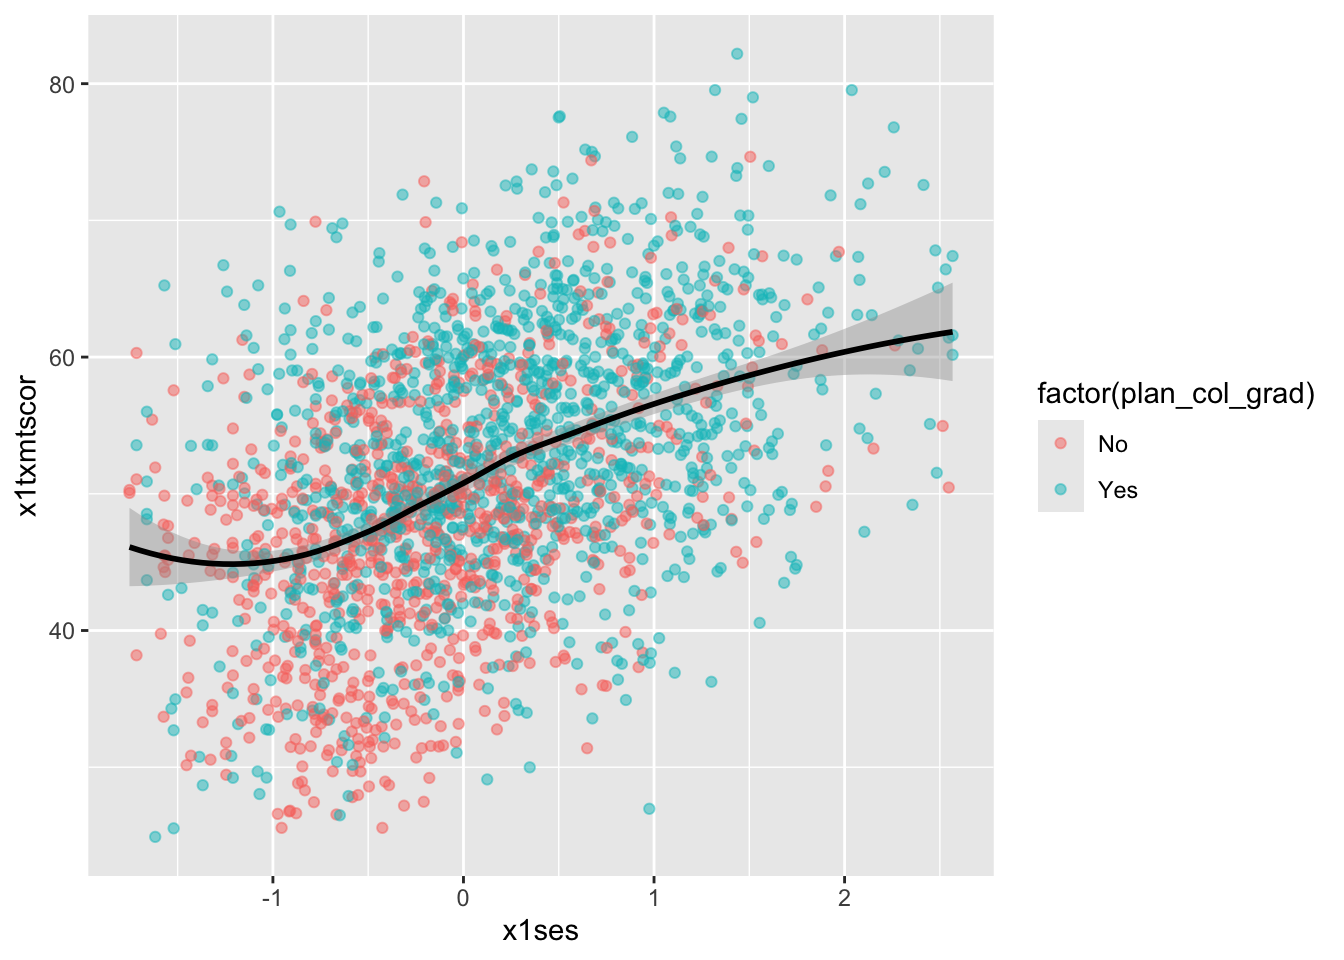 80
60
40
x1txmtscor
-1
0
1
2
x1ses
factor(plan_col_grad)
No
Yes